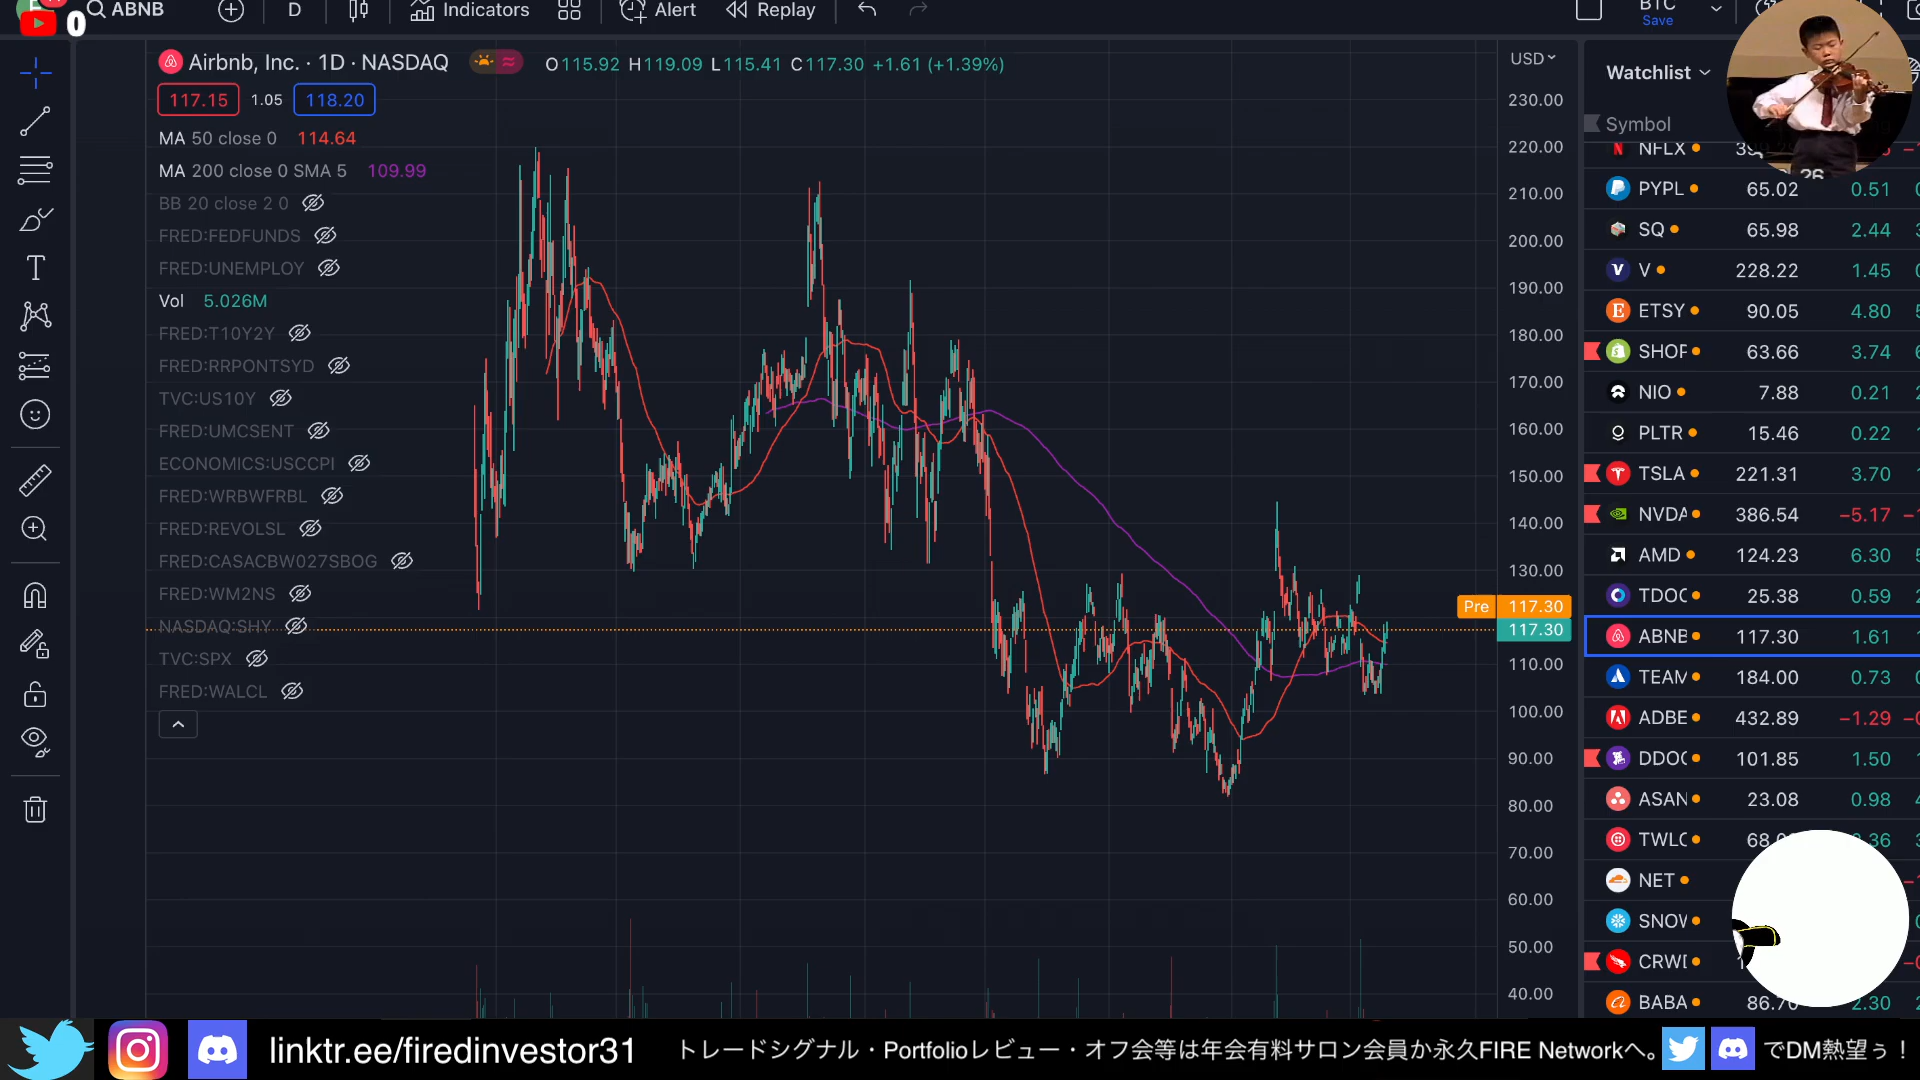 ABNB
D
Indicators
Alert
Replay
BTC
Save
0
Airbnb, Inc. · 1D · NASDAQ
O115.92 H119.09 L115.41 C117.30 +1.61 (+1.39%)
117.15 1.05 118.20
MA 50 close 0 114.64
MA 200 close 0 SMA 5 109.99
BB 20 close 2 0
FRED:FEDFUNDS
FRED:UNEMPLOY
Vol 5.026M
FRED:T10Y2Y
FRED:RRPONTSYD
TVC:US10Y
FRED:UMCSENT
ECONOMICS:USCCPI
FRED:WRBWFRBL
FRED:REVOLSL
FRED:CASACBW027SBOG
FRED:WM2NS
NASDAQ:SHY
TVC:SPX
FRED:WALCL
USD
230.00
220.00
210.00
200.00
190.00
180.00
170.00
160.00
150.00
140.00
130.00
Pre 117.30
117.30
110.00
100.00
90.00
80.00
70.00
60.00
50.00
40.00
Watchlist
Symbol
NFLX
PYPL 65.02 0.51
SQ 65.98 2.44
V 228.22 1.45
ETSY 90.05 4.80
SHOP 63.66 3.74
NIO 7.88 0.21
PLTR 15.46 0.22
TSLA 221.31 3.70
NVDA 386.54 −5.17
AMD 124.23 6.30
TDOC 25.38 0.59
ABNB 117.30 1.61
TEAM 184.00 0.73
ADBE 432.89 −1.29
DDOG 101.85 1.50
ASAN 23.08 0.98
TWLO
NET
SNOW
CRWD
BABA 86.70 2.30
linktr.ee/firedinvestor31
トレードシグナル・Portfolioレビュー・オフ会等は年会有料サロン会員か永久FIRE Networkへ。
でDM熱望ぅ！